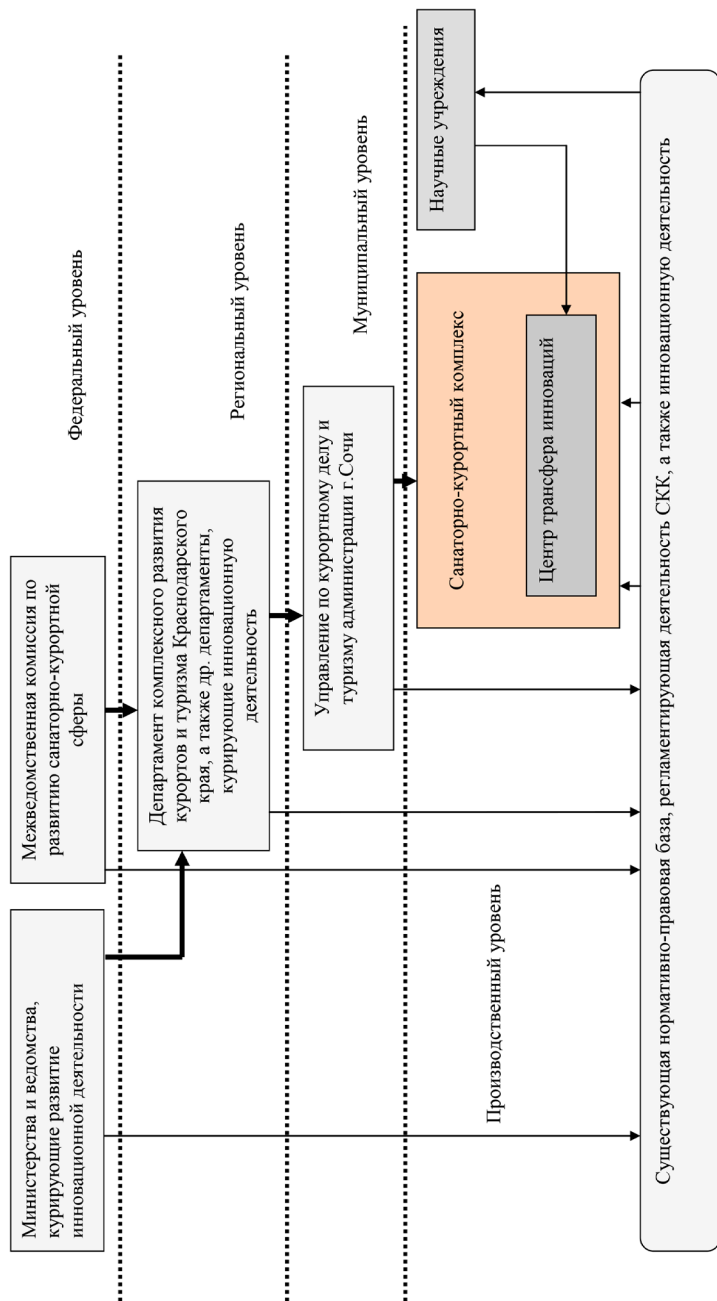 Министерства и ведомства,
курирующие развитие
инновационной деятельности
Межведомственная комиссия по
развитию санаторно-курортной
сферы
Федеральный уровень
Департамент комплексного развития
курортов и туризма Краснодарского
края, а также др. департаменты,
курирующие инновационную
деятельность
Региональный уровень
Управление по курортному делу и
туризму администрации г.Сочи
Муниципальный уровень
Производственный уровень
Санаторно-курортный комплекс
Центр трансфера инноваций
Научные учреждения
Существующая нормативно-правовая база, регламентирующая деятельность СКК, а также инновационную деятельность